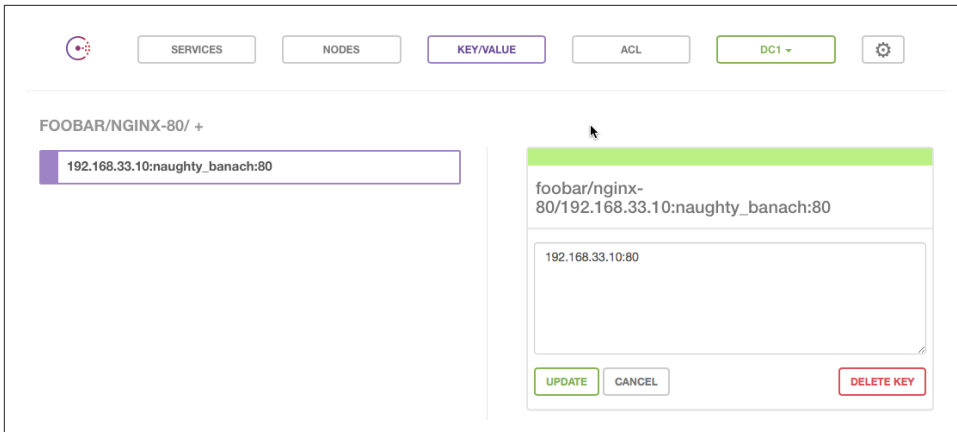 SERVICES NODES KEY/VALUE ACL DC1
FOOBAR/NGINX-80/ +
192.168.33.10:naughty_banach:80
foobar/nginx-
80/192.168.33.10:naughty_banach:80
192.168.33.10:80
UPDATE CANCEL DELETE KEY